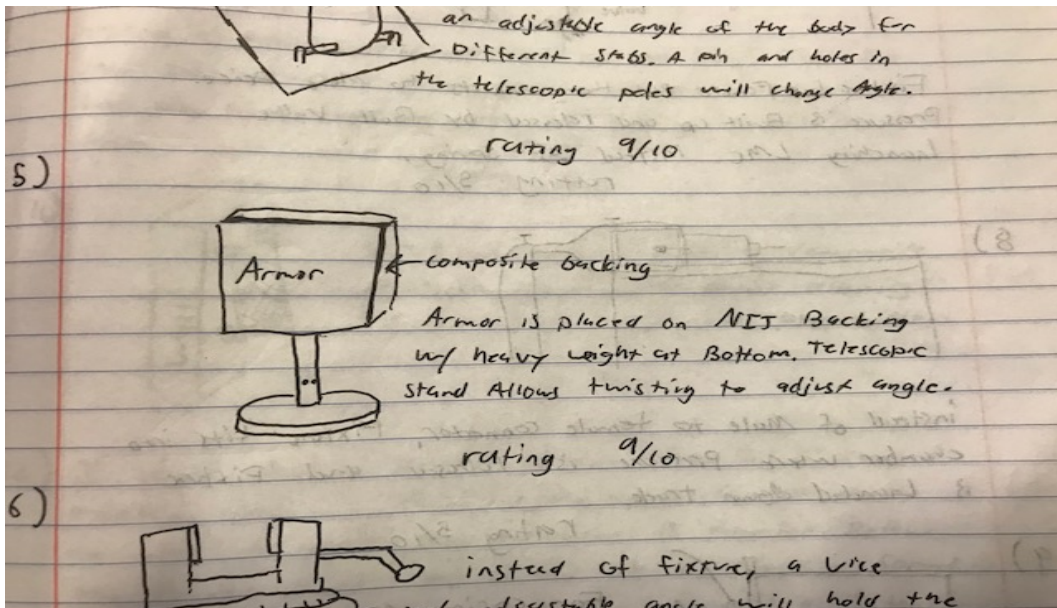 an adjustable angle of the body for
Different stabs. A pin and holes in
the telescopic poles will change Angle.
rating 9/10
5)
Armor
composite backing
Armor is placed on NIJ Backing
w/ heavy weight at Bottom. Telescopic
stand Allows twisting to adjust angle.
rating 9/10
6)
instead of fixture, a vice
adjustable angle will hold the